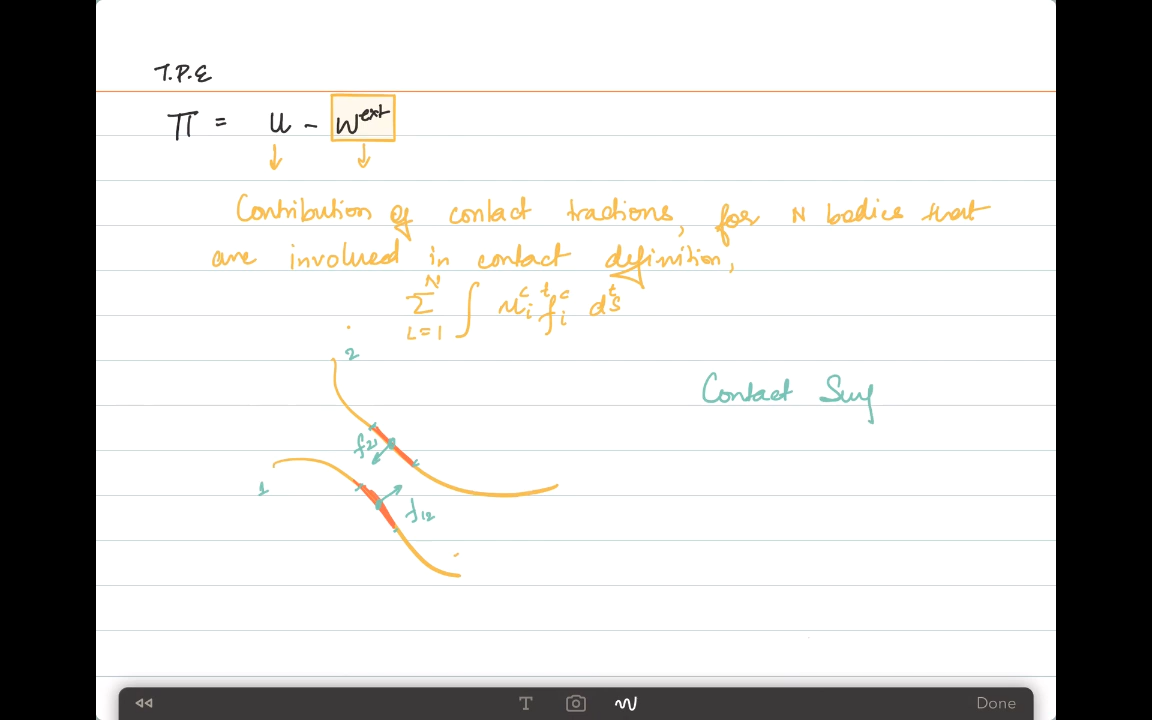 T.P.E
Π = U - W^ext
Contribution of contact tractions, for N bodies that
are involved in contact definition,
Σ_{L=1}^{N} ∫ u_i^c ^t f_i^c d^t s
2
Contact Surf
f21
1
f12
T
Done